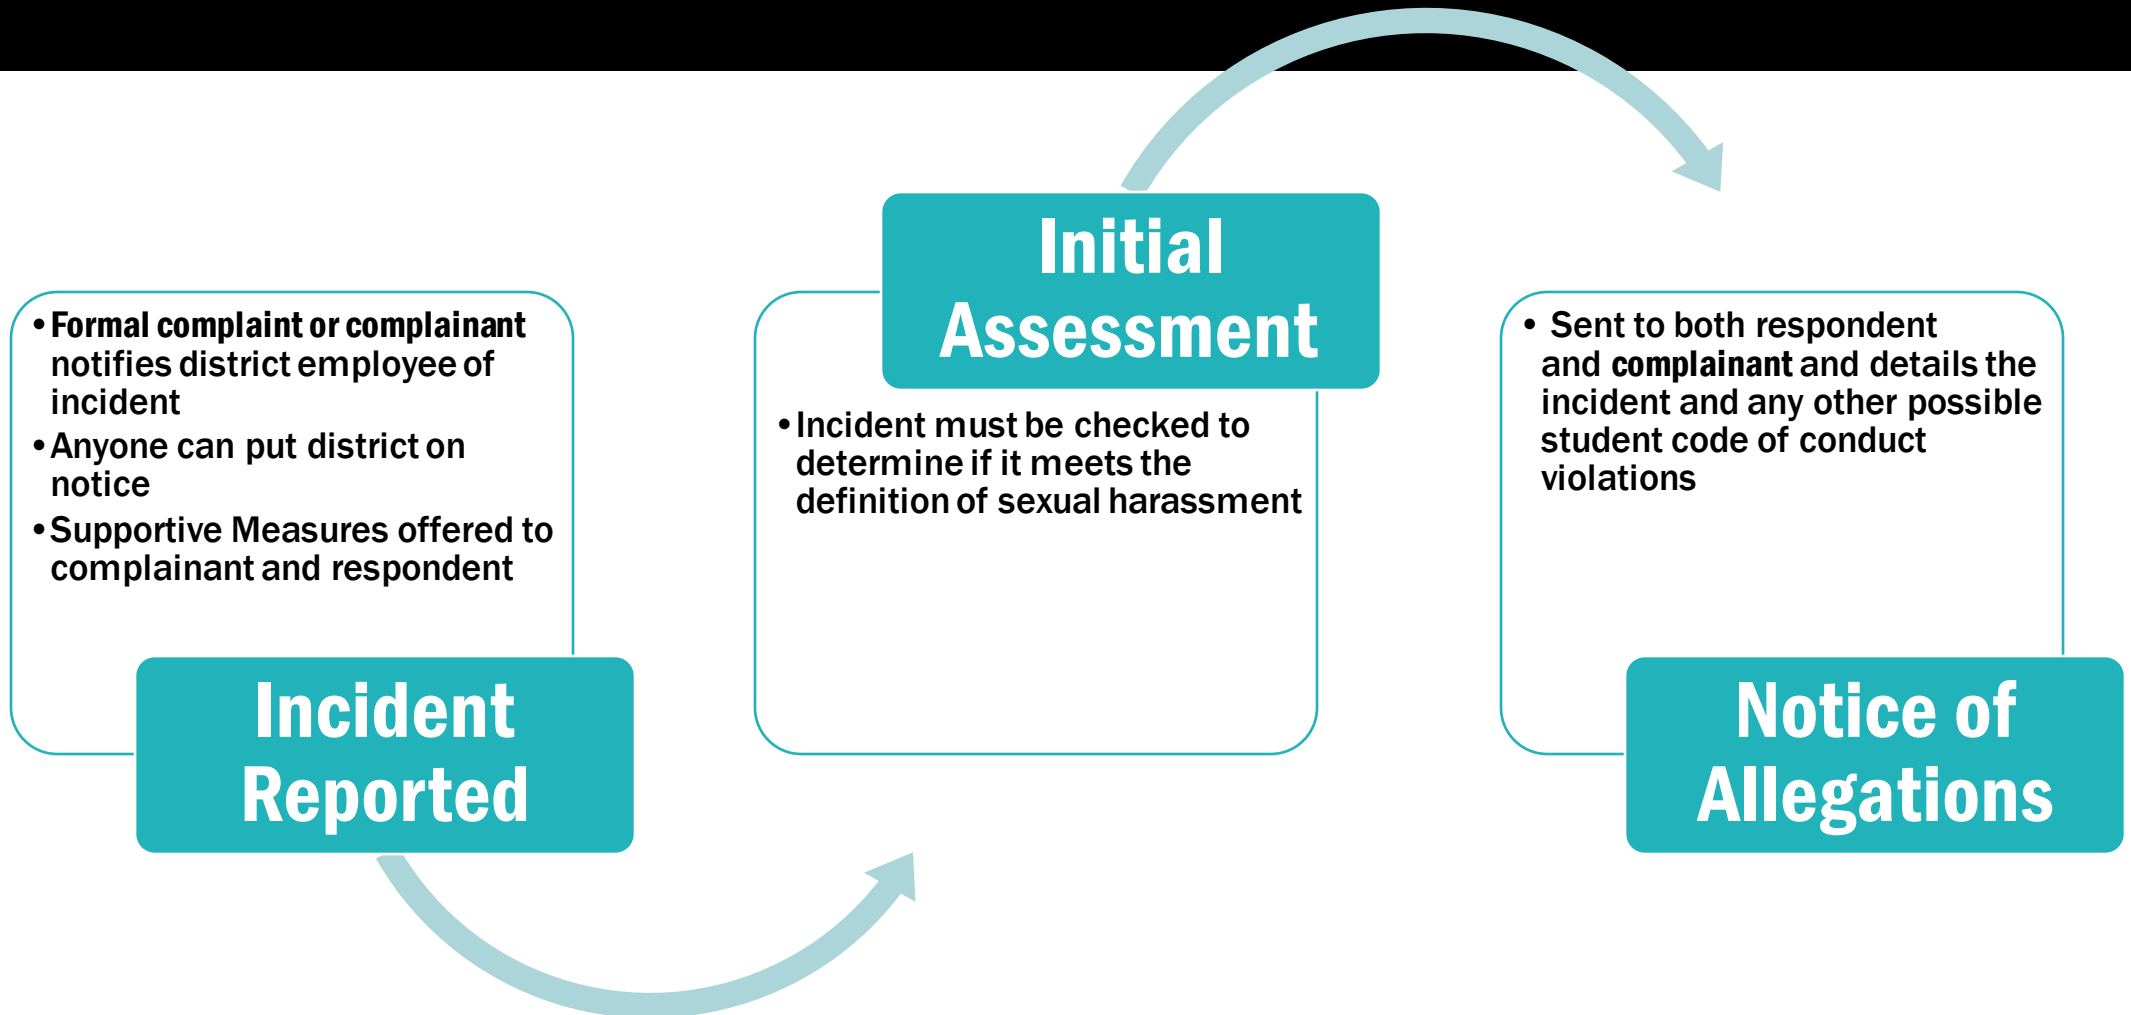 •Formal complaint or complainant
notifies district employee of
incident
•Anyone can put district on
notice
•Supportive Measures offered to
complainant and respondent
Incident
Reported
Initial
Assessment
•Incident must be checked to
determine if it meets the
definition of sexual harassment
• Sent to both respondent
and complainant and details the
incident and any other possible
student code of conduct
violations
Notice of
Allegations